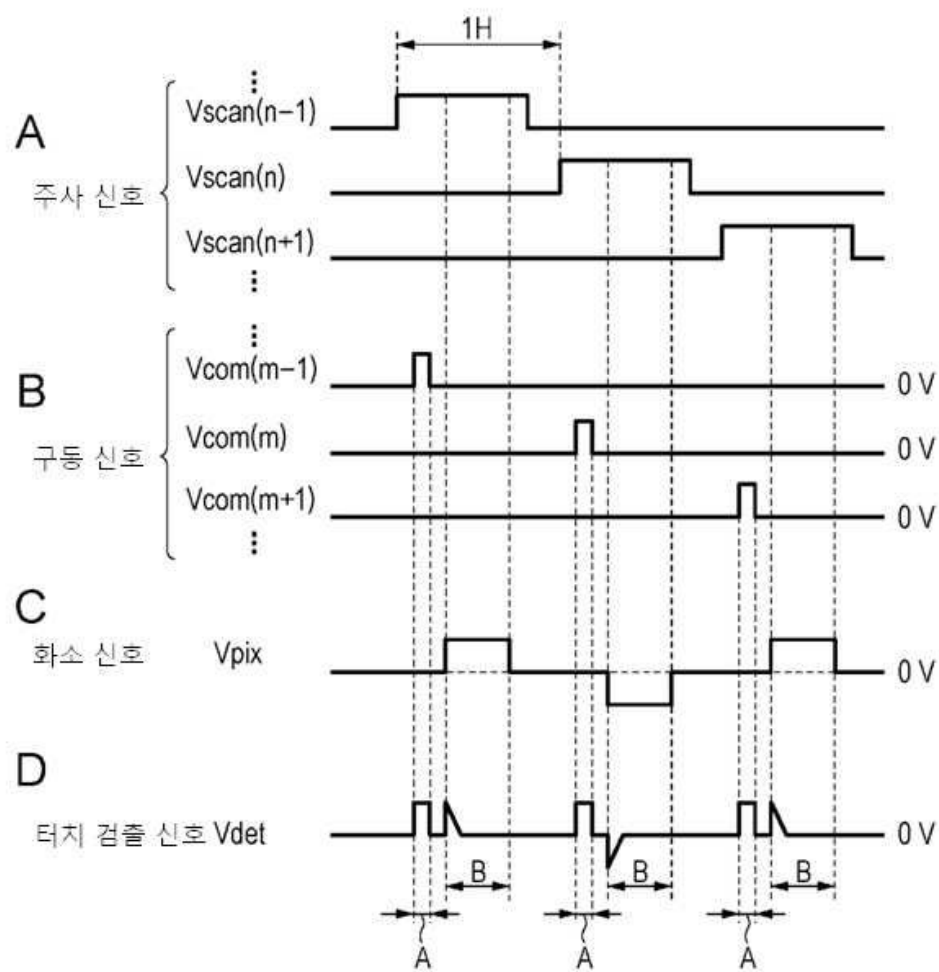 1H
A
주사 신호
Vscan(n−1)
Vscan(n)
Vscan(n+1)
B
구동 신호
Vcom(m−1)
0 V
Vcom(m)
0 V
Vcom(m+1)
0 V
C
화소 신호
Vpix
0 V
D
터치 검출 신호 Vdet
0 V
B
B
B
A
A
A